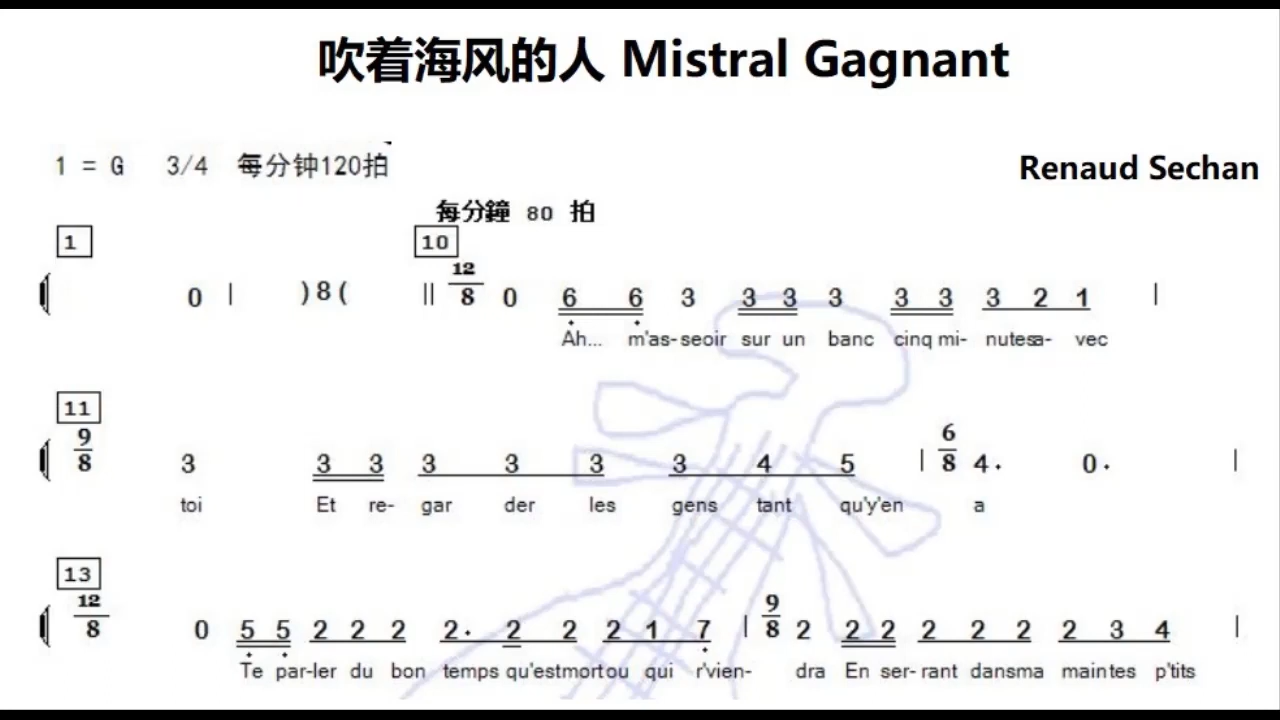 吹着海风的人 Mistral Gagnant
1 = G 3/4 每分钟120拍
Renaud Sechan
每分鐘 80 拍
1 10
0 | )8( || 12/8 0 6 6 3 3 3 3 3 3 3 2 1 |
Ah... m'as-seoir sur un banc cinq mi- nutesa- vec
11
9/8 3 3 3 3 3 3 3 4 5 | 6/8 4. 0. |
toi Et re- gar der les gens tant qu'y'en a
13
12/8 0 5 5 2 2 2 2. 2 2 2 1 7 | 9/8 2 2 2 2 2 2 2 3 4 |
Te par-ler du bon temps qu'estmortou qui r'vien- dra En ser-rant dansma maintes p'tits